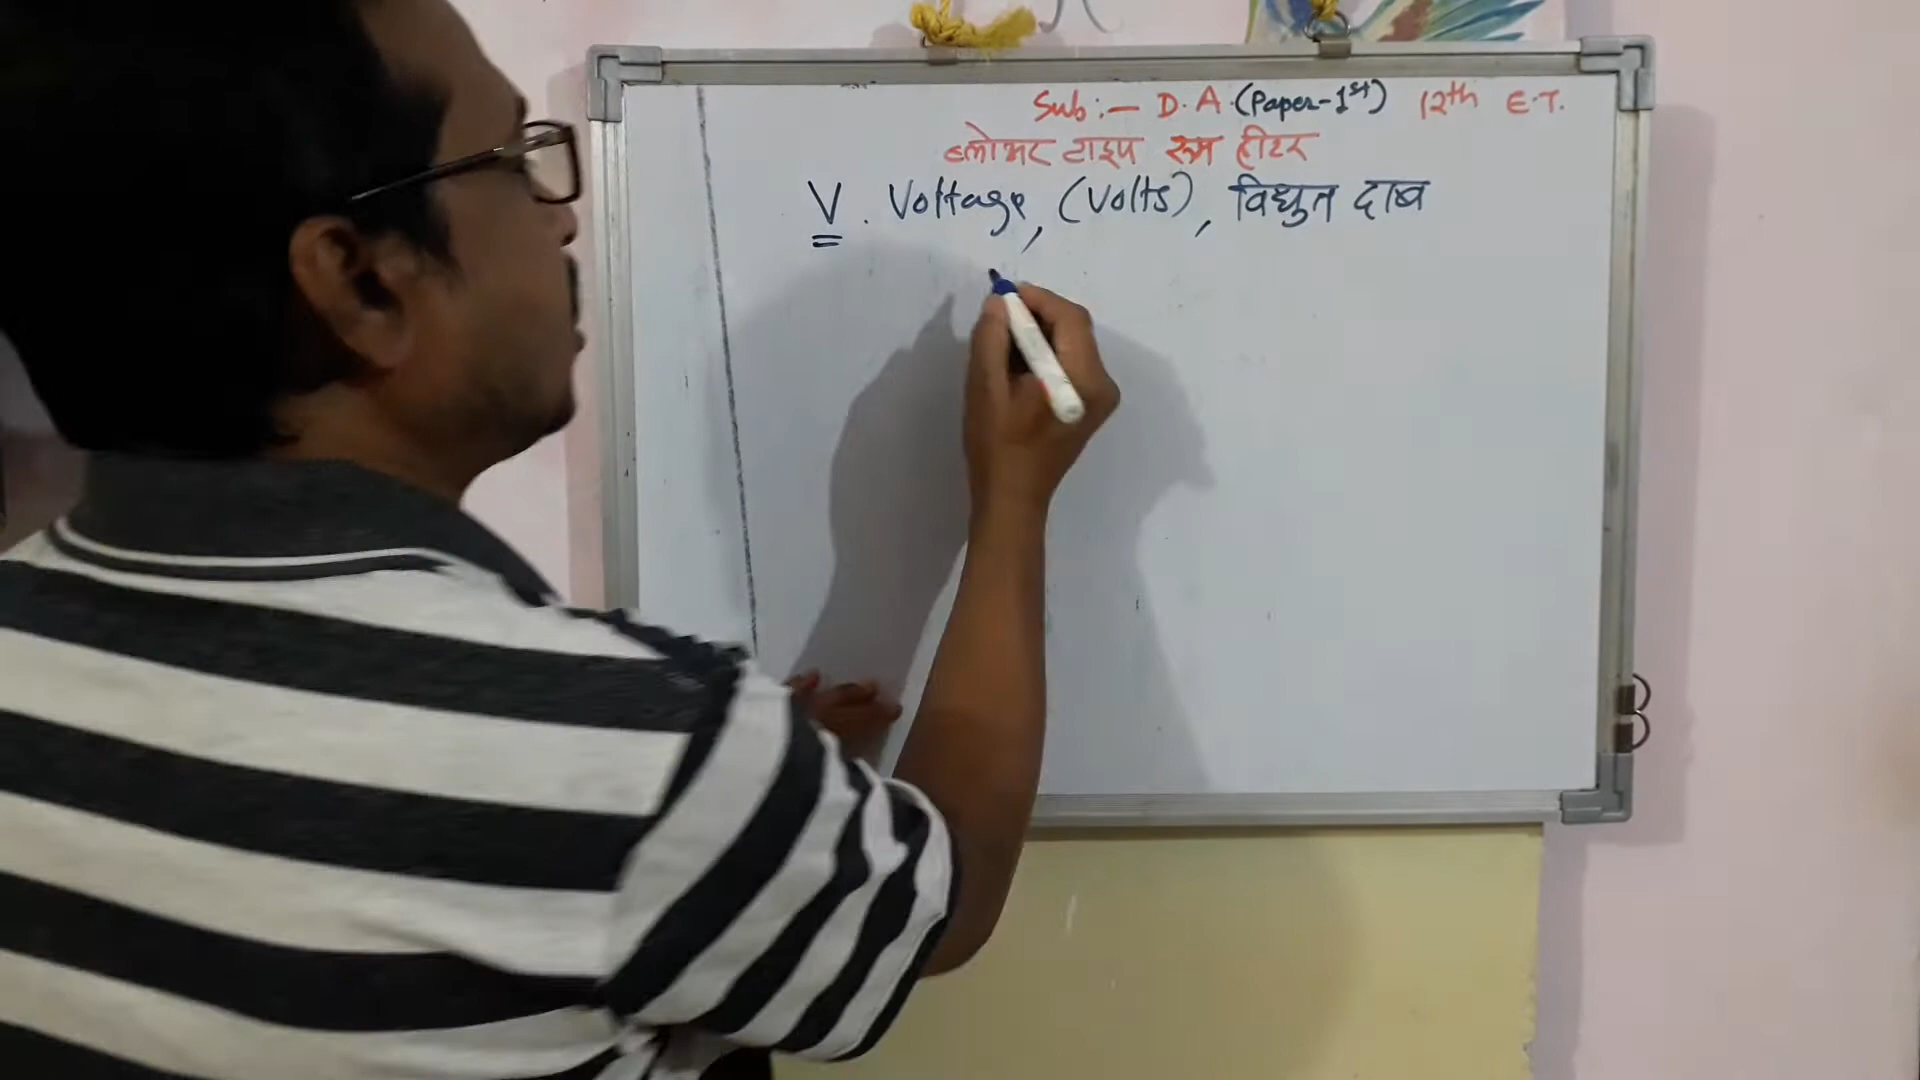 Sub:- D.A.(Paper-1st) 12th E.T.
ब्लोअर टाइप रूम हीटर
V. Voltage, (Volts), विधुत दाब